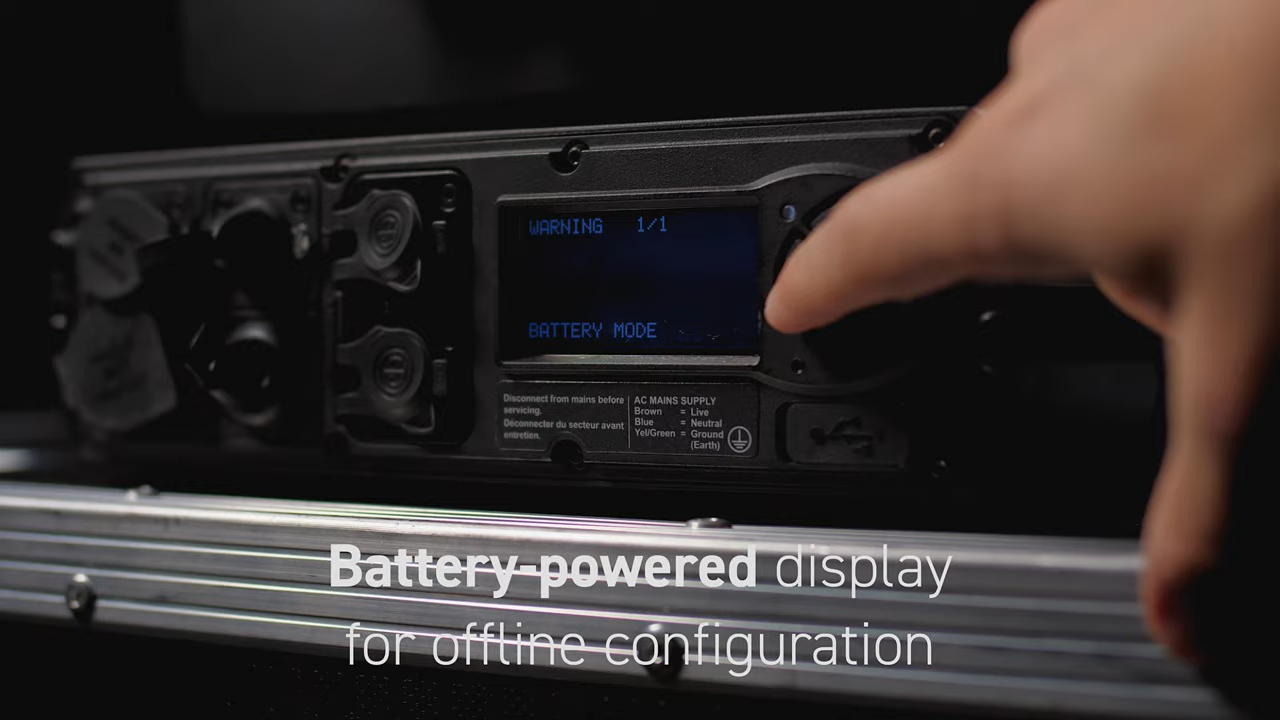 WARNING 1/1
BATTERY MODE
Disconnect from mains before
servicing.
Déconnecter du secteur avant
entretien.
AC MAINS SUPPLY
Brown = Live
Blue = Neutral
Yel/Green = Ground
(Earth)
Battery-powered display
for offline configuration